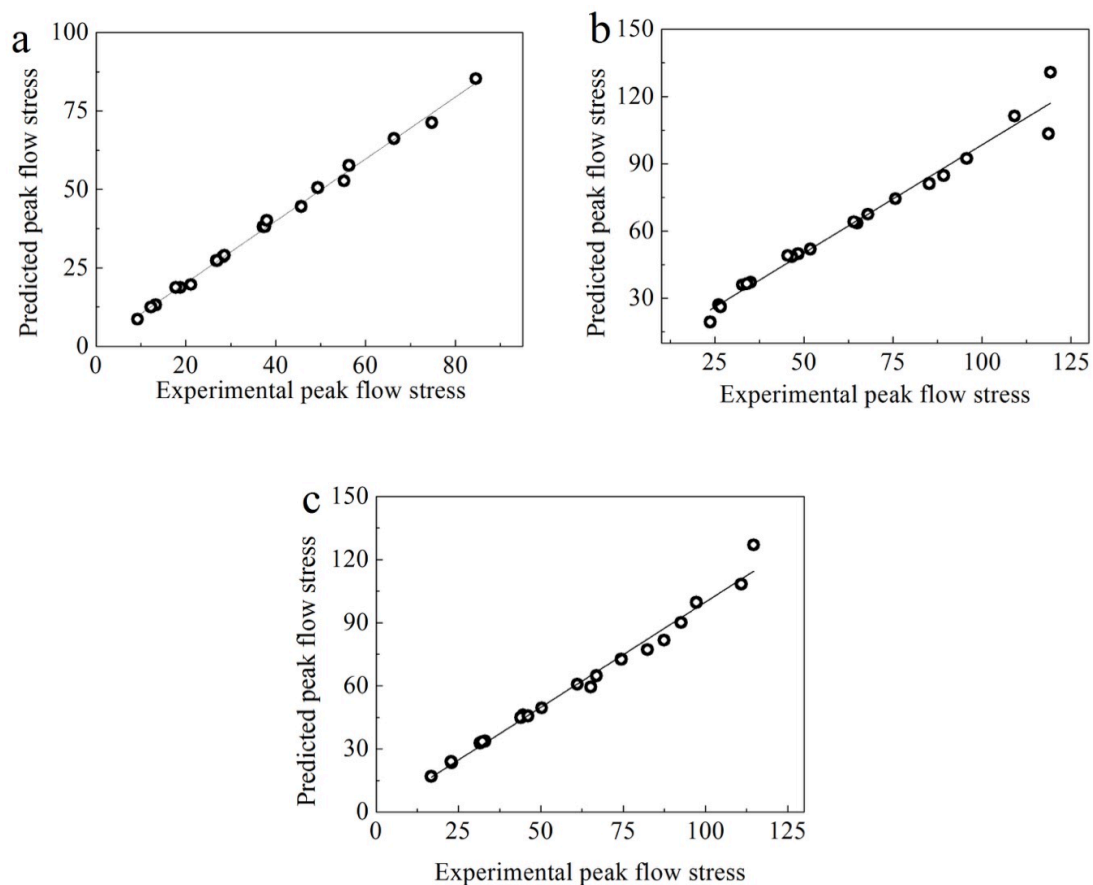 a
Predicted peak flow stress
100
75
50
25
0
0 20 40 60 80
Experimental peak flow stress
b
Predicted peak flow stress
150
120
90
60
30
25 50 75 100 125
Experimental peak flow stress
c
Predicted peak flow stress
150
120
90
60
30
0
0 25 50 75 100 125
Experimental peak flow stress